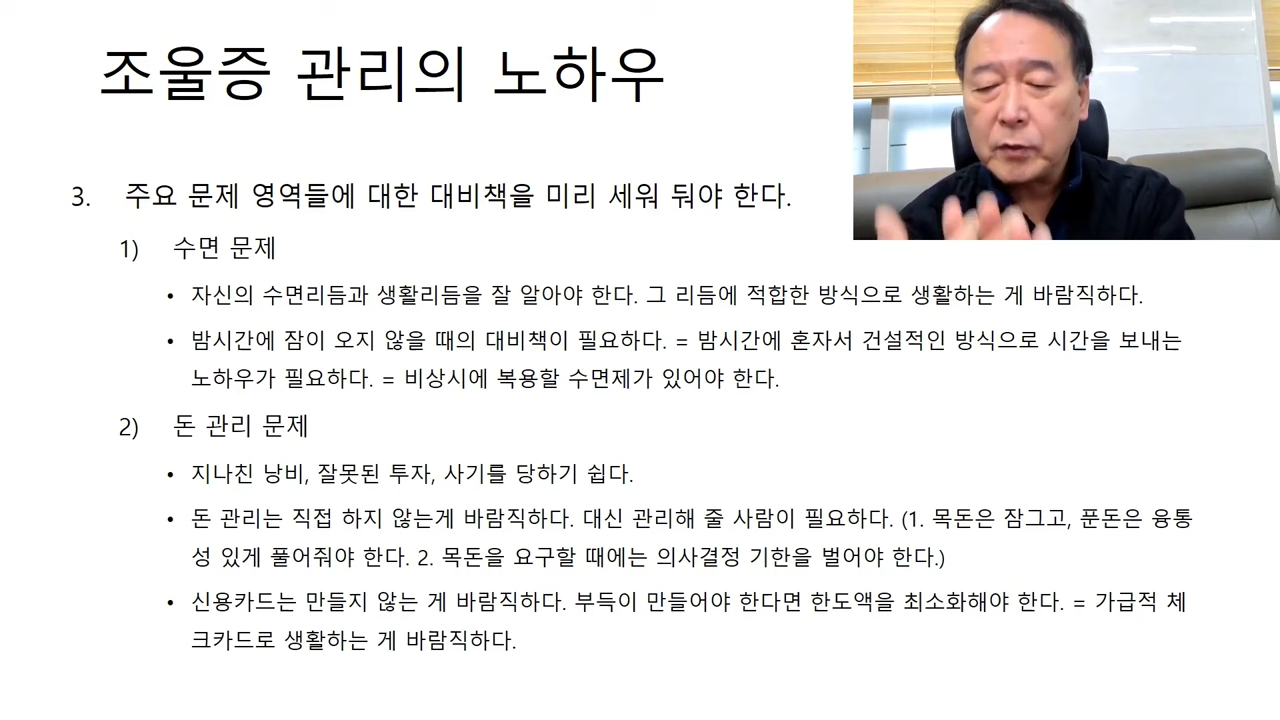 조울증 관리의 노하우
3. 주요 문제 영역들에 대한 대비책을 미리 세워 둬야 한다.
1) 수면 문제
• 자신의 수면리듬과 생활리듬을 잘 알아야 한다. 그 리듬에 적합한 방식으로 생활하는 게 바람직하다.
• 밤시간에 잠이 오지 않을 때의 대비책이 필요하다. = 밤시간에 혼자서 건설적인 방식으로 시간을 보내는
노하우가 필요하다. = 비상시에 복용할 수면제가 있어야 한다.
2) 돈 관리 문제
• 지나친 낭비, 잘못된 투자, 사기를 당하기 쉽다.
• 돈 관리는 직접 하지 않는게 바람직하다. 대신 관리해 줄 사람이 필요하다. (1. 목돈은 잠그고, 푼돈은 융통
성 있게 풀어줘야 한다. 2. 목돈을 요구할 때에는 의사결정 기한을 벌어야 한다.)
• 신용카드는 만들지 않는 게 바람직하다. 부득이 만들어야 한다면 한도액을 최소화해야 한다. = 가급적 체
크카드로 생활하는 게 바람직하다.